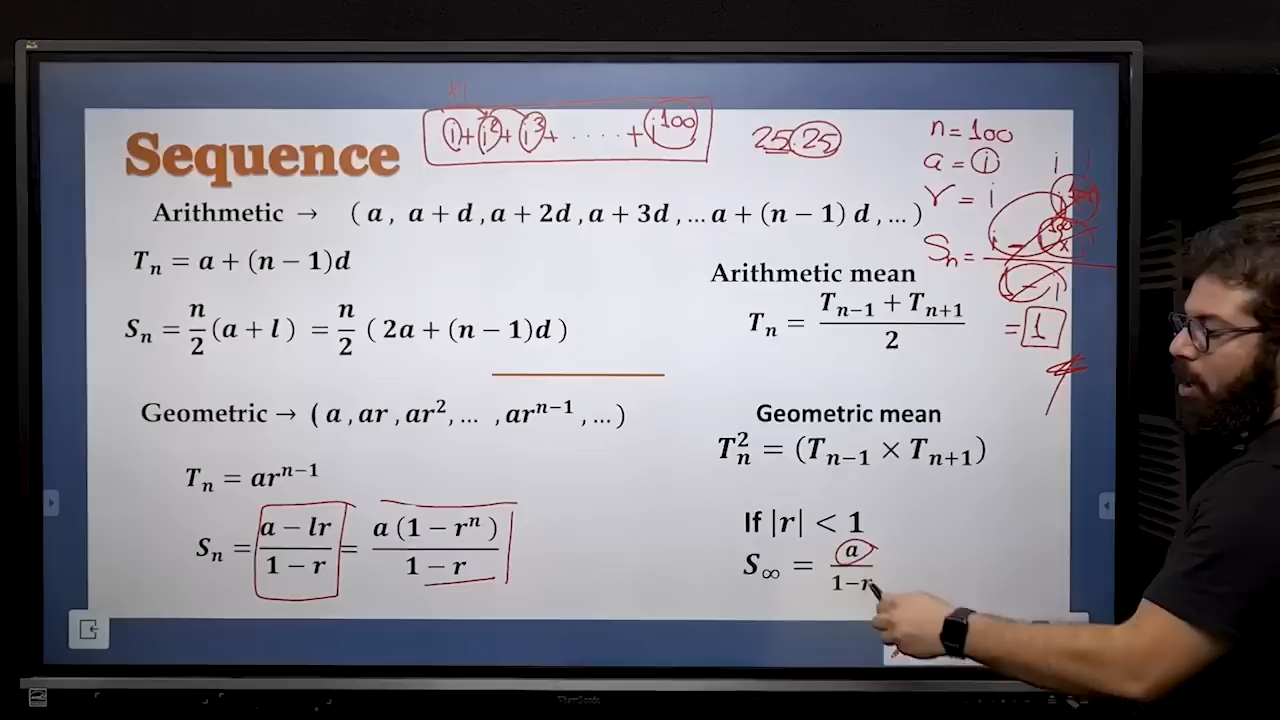 i + i² + i³ + . . . . . + i¹⁰⁰
25.25
n = 100
a = i
r = i
Sequence
Arithmetic → ( a , a + d , a + 2d , a + 3d , … a + (n − 1) d , … )
Tₙ = a + (n − 1)d
Sₙ =
= 1
Arithmetic mean
Tₙ = (Tₙ₋₁ + Tₙ₊₁) / 2
Sₙ = n/2 (a + l ) = n/2 ( 2a + (n − 1)d )
Geometric → ( a , ar , ar² , … , arⁿ⁻¹ , … )
Geometric mean
Tₙ² = (Tₙ₋₁ × Tₙ₊₁)
Tₙ = arⁿ⁻¹
If |r| < 1
Sₙ = (a − lr) / (1 − r) = a (1 − rⁿ ) / (1 − r)
S∞ = a / (1−r)
ViewSonic